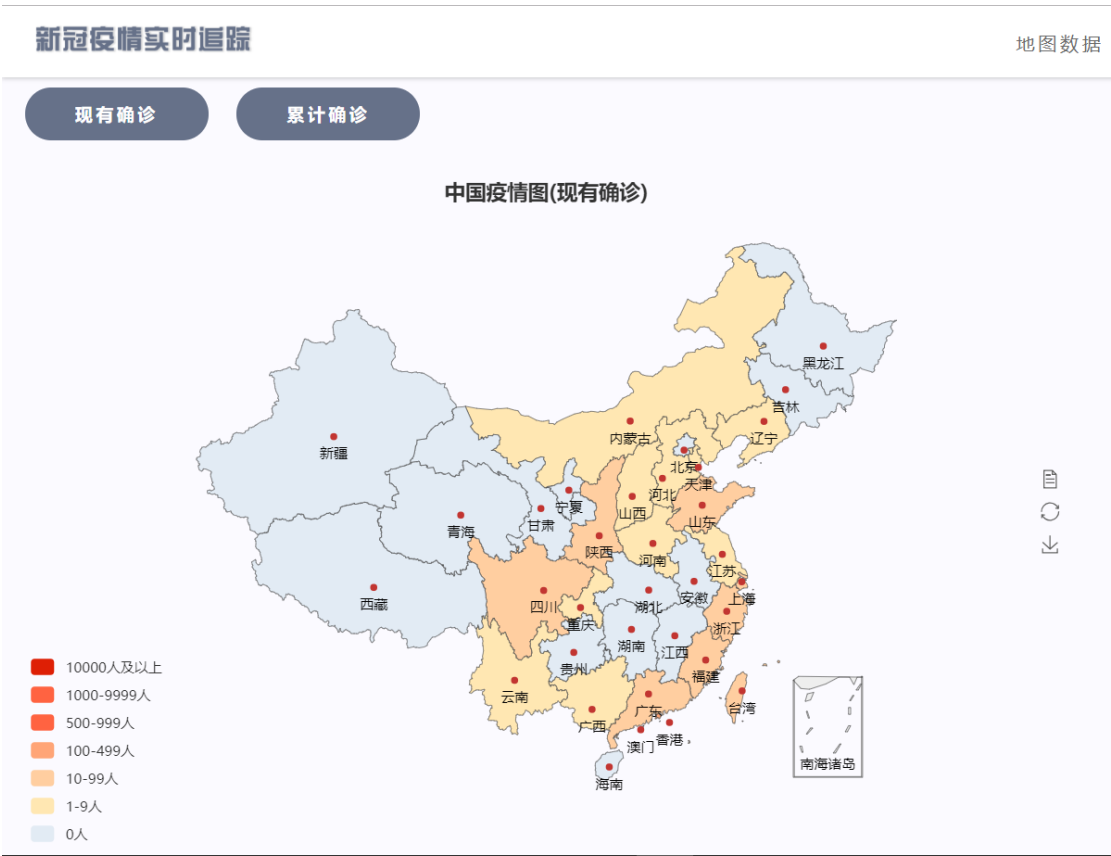 新冠疫情实时追踪
地图数据
现有确诊
累计确诊
中国疫情图(现有确诊)
黑龙江
吉林
辽宁
内蒙古
新疆
北京
天津
河北
宁夏
山西
山东
甘肃
青海
陕西
河南
江苏
西藏
四川
湖北
安徽
上海
重庆
浙江
湖南
江西
贵州
福建
云南
台湾
广东
广西
香港
澳门
南海诸岛
海南
10000人及以上
1000-9999人
500-999人
100-499人
10-99人
1-9人
0人